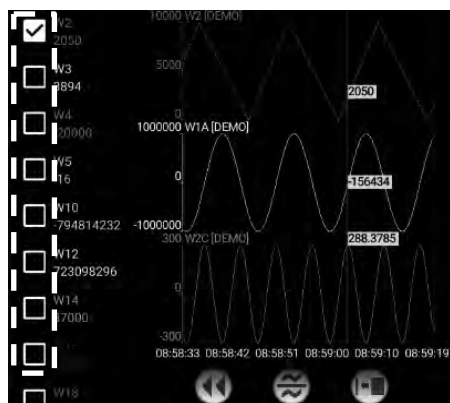 W2
2050
W3
3894
W4
20000
W5
16
W10
-794814232
W12
723098296
W14
37000
W18
10000 W2 [DEMO]
5000
0
2050
1000000 W1A [DEMO]
0
-156434
-1000000
288.3785
300 W2C [DEMO]
0
-300
08:58:33 08:58:42 08:58:51 08:59:00 08:59:10 08:59:19